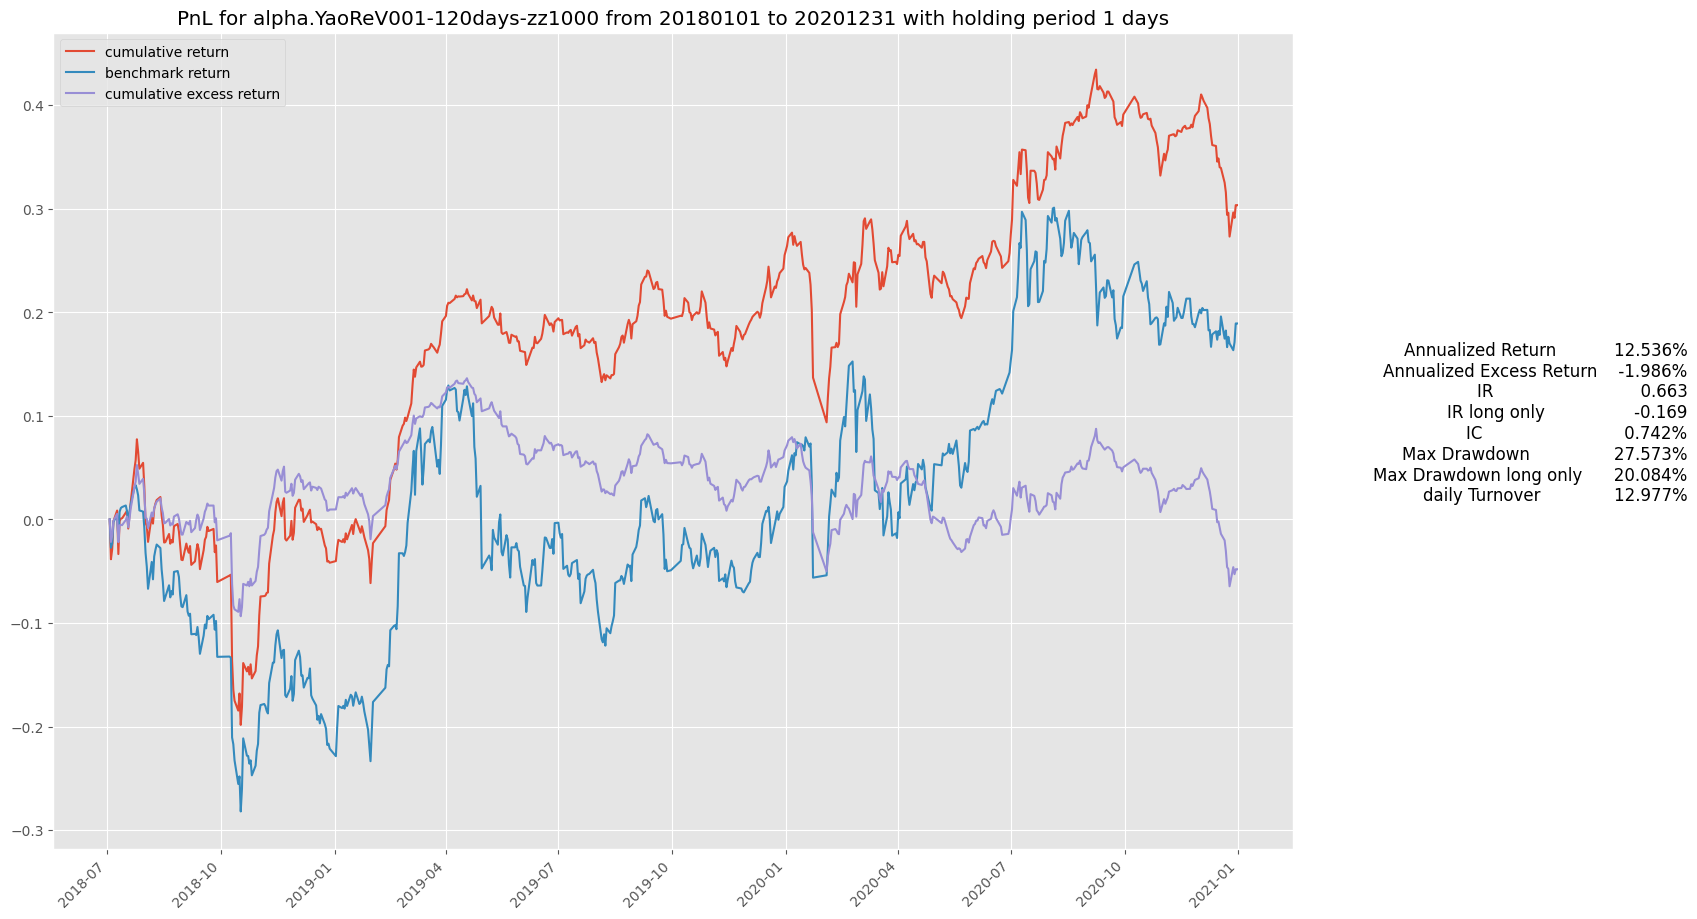 PnL for alpha.YaoReV001-120days-zz1000 from 20180101 to 20201231 with holding period 1 days
cumulative return
benchmark return
cumulative excess return
0.4
0.3
0.2
0.1
0.0
−0.1
−0.2
−0.3
2018-07
2018-10
2019-01
2019-04
2019-07
2019-10
2020-01
2020-04
2020-07
2020-10
2021-01
Annualized Return 12.536%
Annualized Excess Return -1.986%
IR 0.663
IR long only -0.169
IC 0.742%
Max Drawdown 27.573%
Max Drawdown long only 20.084%
daily Turnover 12.977%